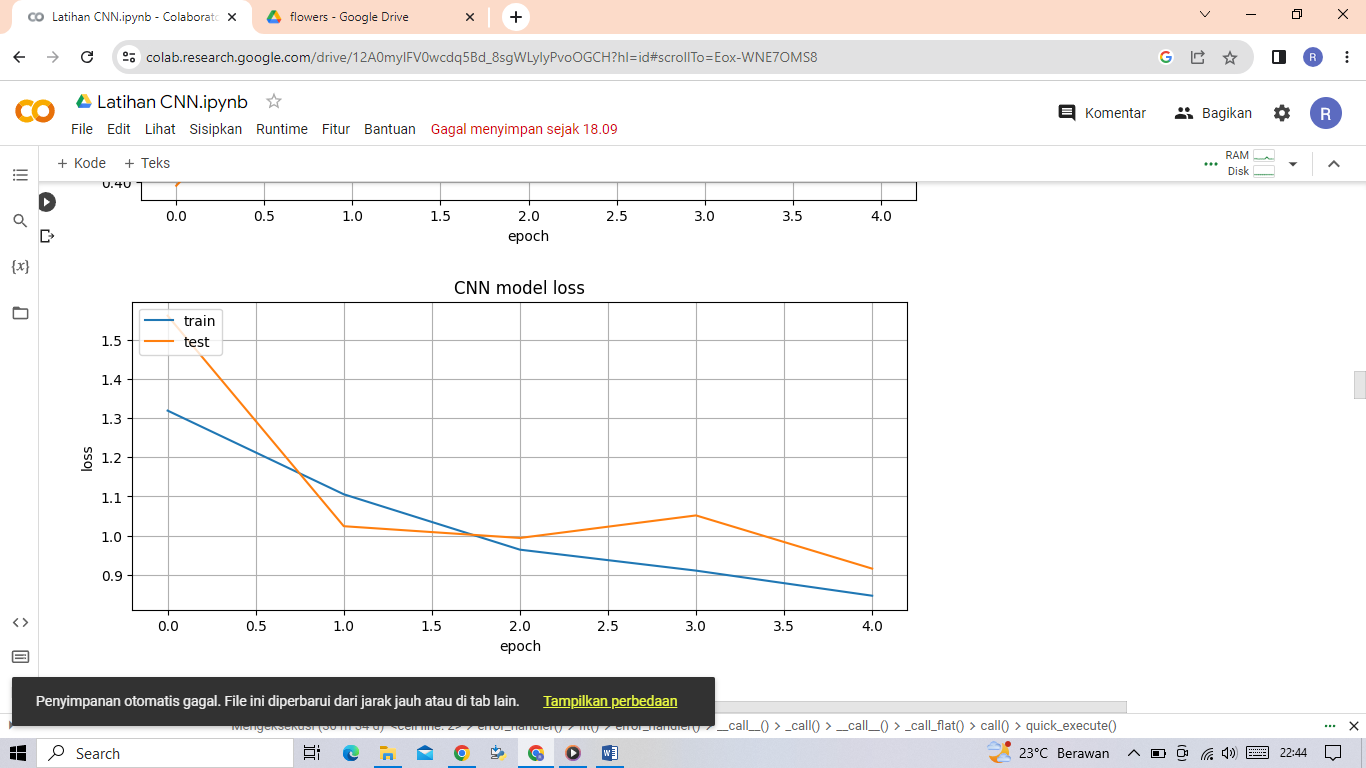 Latihan CNN.ipynb - Colaborato
flowers - Google Drive
colab.research.google.com/drive/12A0mylFV0wcdq5Bd_8sgWLylyPvoOGCH?hl=id#scrollTo=Eox-WNE7OMS8
R
Latihan CNN.ipynb
File Edit Lihat Sisipkan Runtime Fitur Bantuan Gagal menyimpan sejak 18.09
Komentar
Bagikan
R
+ Kode + Teks
RAM
Disk
{x}
0.40
0.0 0.5 1.0 1.5 2.0 2.5 3.0 3.5 4.0
epoch
CNN model loss
train
test
1.5
1.4
1.3
1.2
1.1
1.0
0.9
loss
0.0 0.5 1.0 1.5 2.0 2.5 3.0 3.5 4.0
epoch
Penyimpanan otomatis gagal. File ini diperbarui dari jarak jauh atau di tab lain. Tampilkan perbedaan
Mengeksekusi <cell line: 2> > error_handler() > fit() > error_handler() > __call__() > _call() > __call__() > _call_flat() > call() > quick_execute()
Search
23°C Berawan
22:44